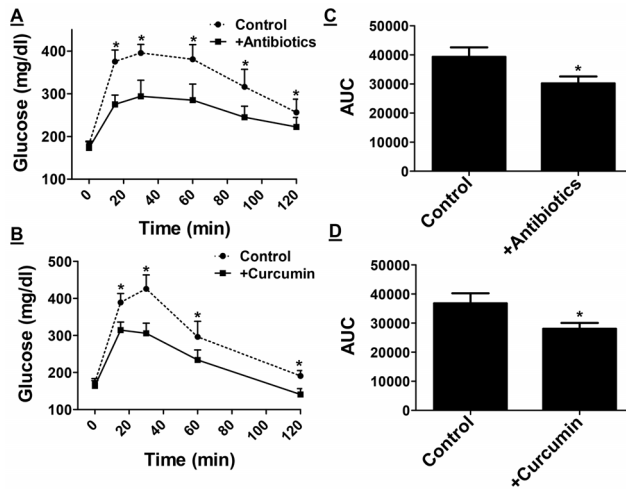 A
Glucose (mg/dl)
400
300
200
100
* * * * *
Control
+Antibiotics
0 20 40 60 80 100 120
Time (min)
C
AUC
50000
40000
30000
20000
10000
0
*
Control
+Antibiotics
B
Glucose (mg/dl)
500
400
300
200
100
* * * *
Control
+Curcumin
0 20 40 60 80 100 120
Time (min)
D
AUC
50000
40000
30000
20000
10000
0
*
Control
+Curcumin